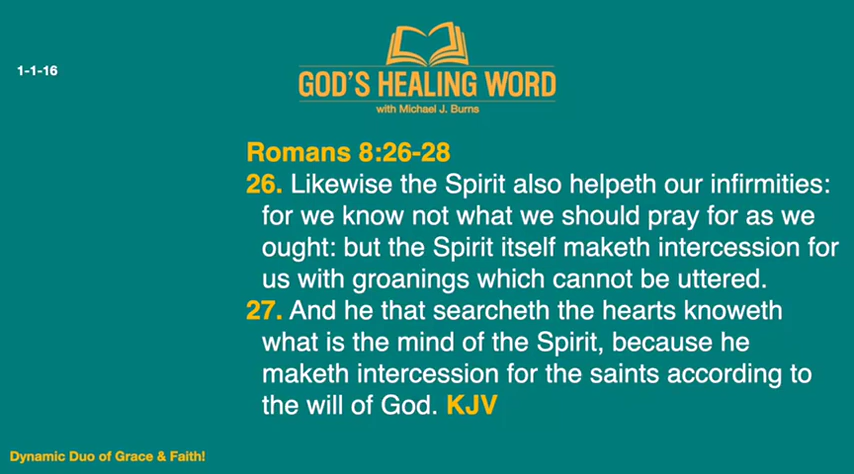 1-1-16
GOD'S HEALING WORD
with Michael J. Burns
Romans 8:26-28
26. Likewise the Spirit also helpeth our infirmities:
for we know not what we should pray for as we
ought: but the Spirit itself maketh intercession for
us with groanings which cannot be uttered.
27. And he that searcheth the hearts knoweth
what is the mind of the Spirit, because he
maketh intercession for the saints according to
the will of God. KJV
Dynamic Duo of Grace & Faith!